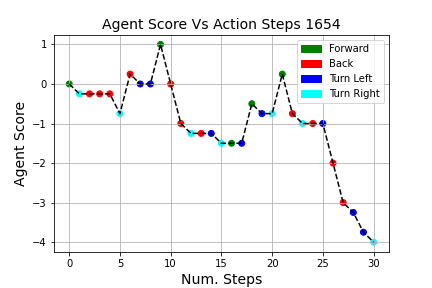 Agent Score Vs Action Steps 1654
Forward
Back
Turn Left
Turn Right
Agent Score
1
0
−1
−2
−3
−4
0 5 10 15 20 25 30
Num. Steps